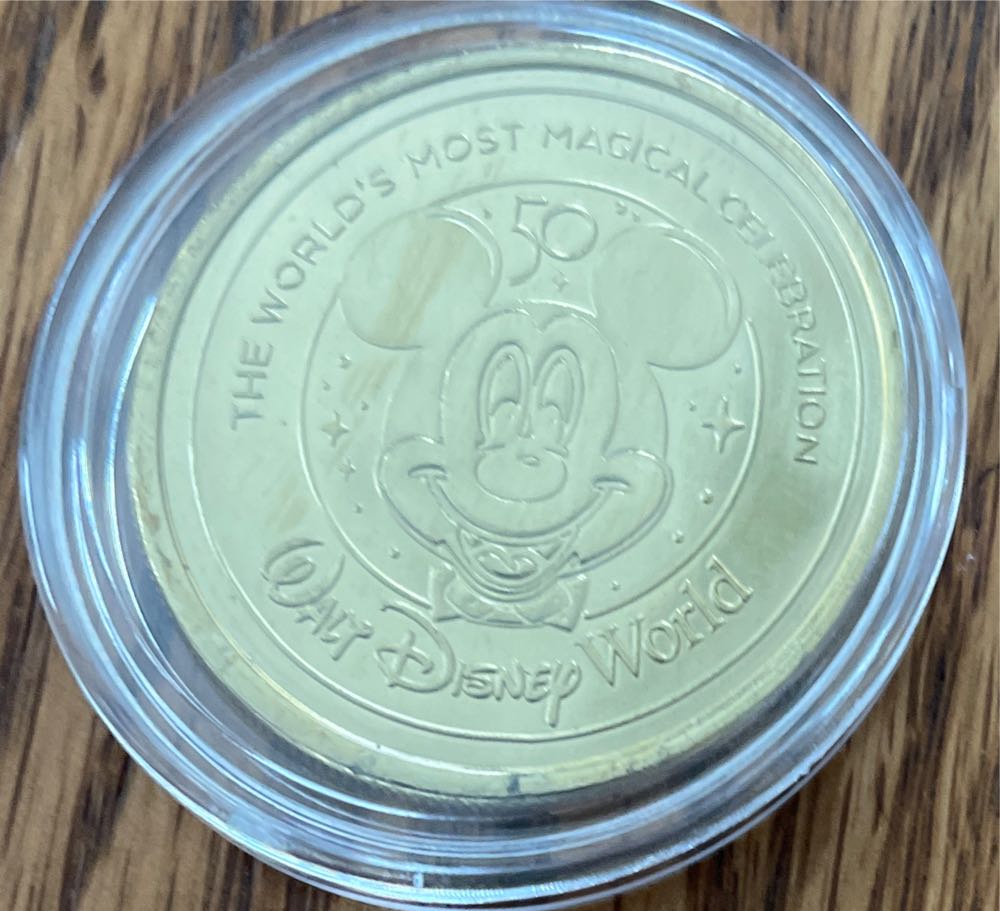 THE WORLD'S MOST MAGICAL CELEBRATION
50
WALT DISNEY World